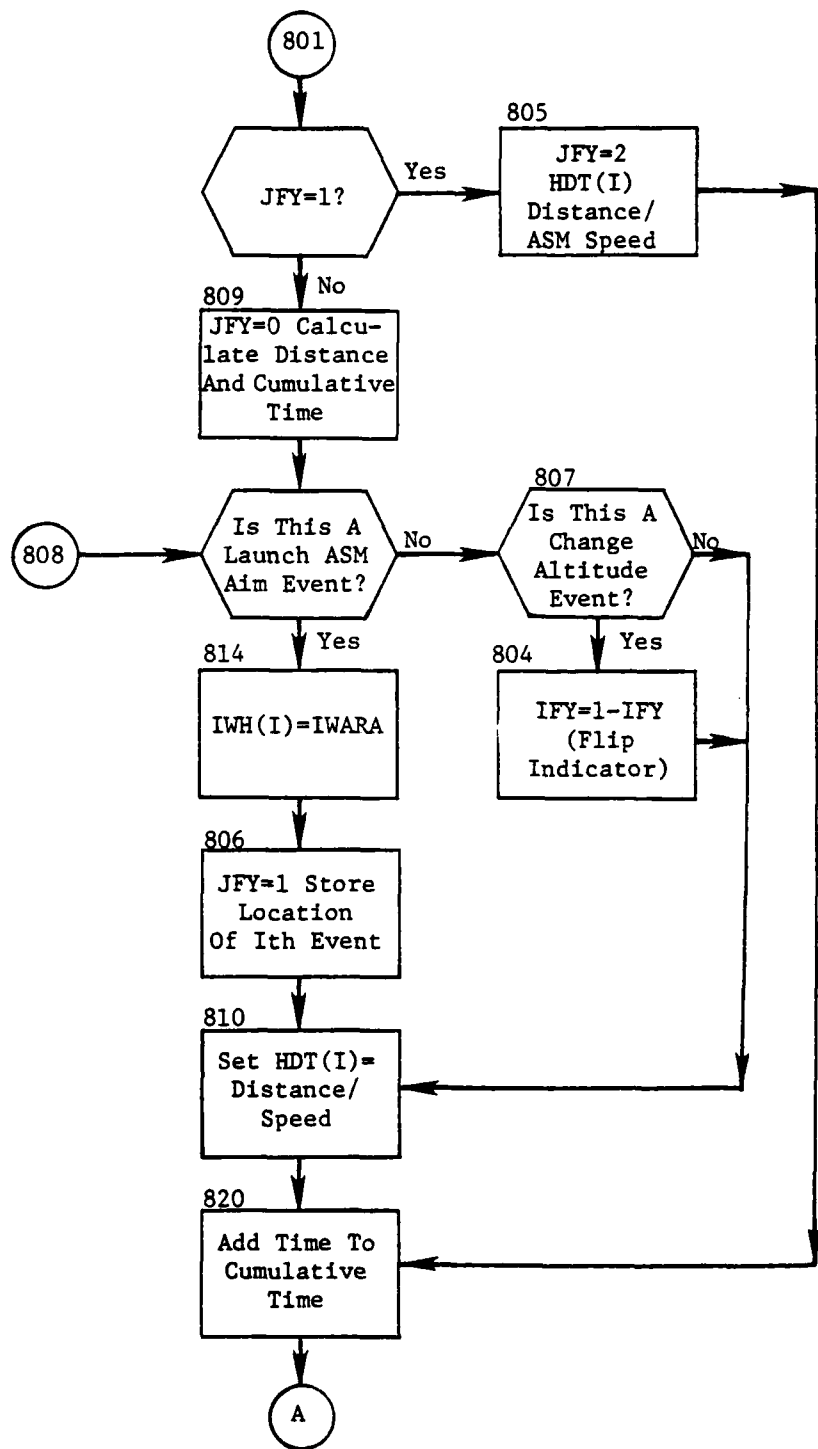 801
JFY=1?
Yes
805
JFY=2
HDT(I)
Distance/
ASM Speed
No
809
JFY=0 Calcu-
late Distance
And Cumulative
Time
808
Is This A
Launch ASM
Aim Event?
No
807
Is This A
Change
Altitude
Event?
No
Yes
814
IWH(I)=IWARA
Yes
804
IFY=1-IFY
(Flip
Indicator)
806
JFY=1 Store
Location
Of Ith Event
810
Set HDT(I)=
Distance/
Speed
820
Add Time To
Cumulative
Time
A